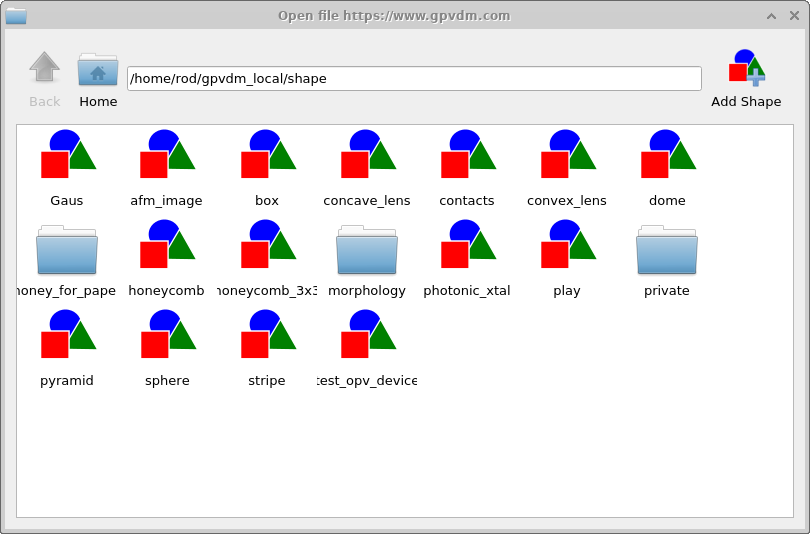 Open file https://www.gpvdm.com
Back
Home
/home/rod/gpvdm_local/shape
Add Shape
Gaus
afm_image
box
concave_lens
contacts
convex_lens
dome
honey_for_pape
honeycomb
honeycomb_3x3
morphology
photonic_xtal
play
private
pyramid
sphere
stripe
test_opv_device